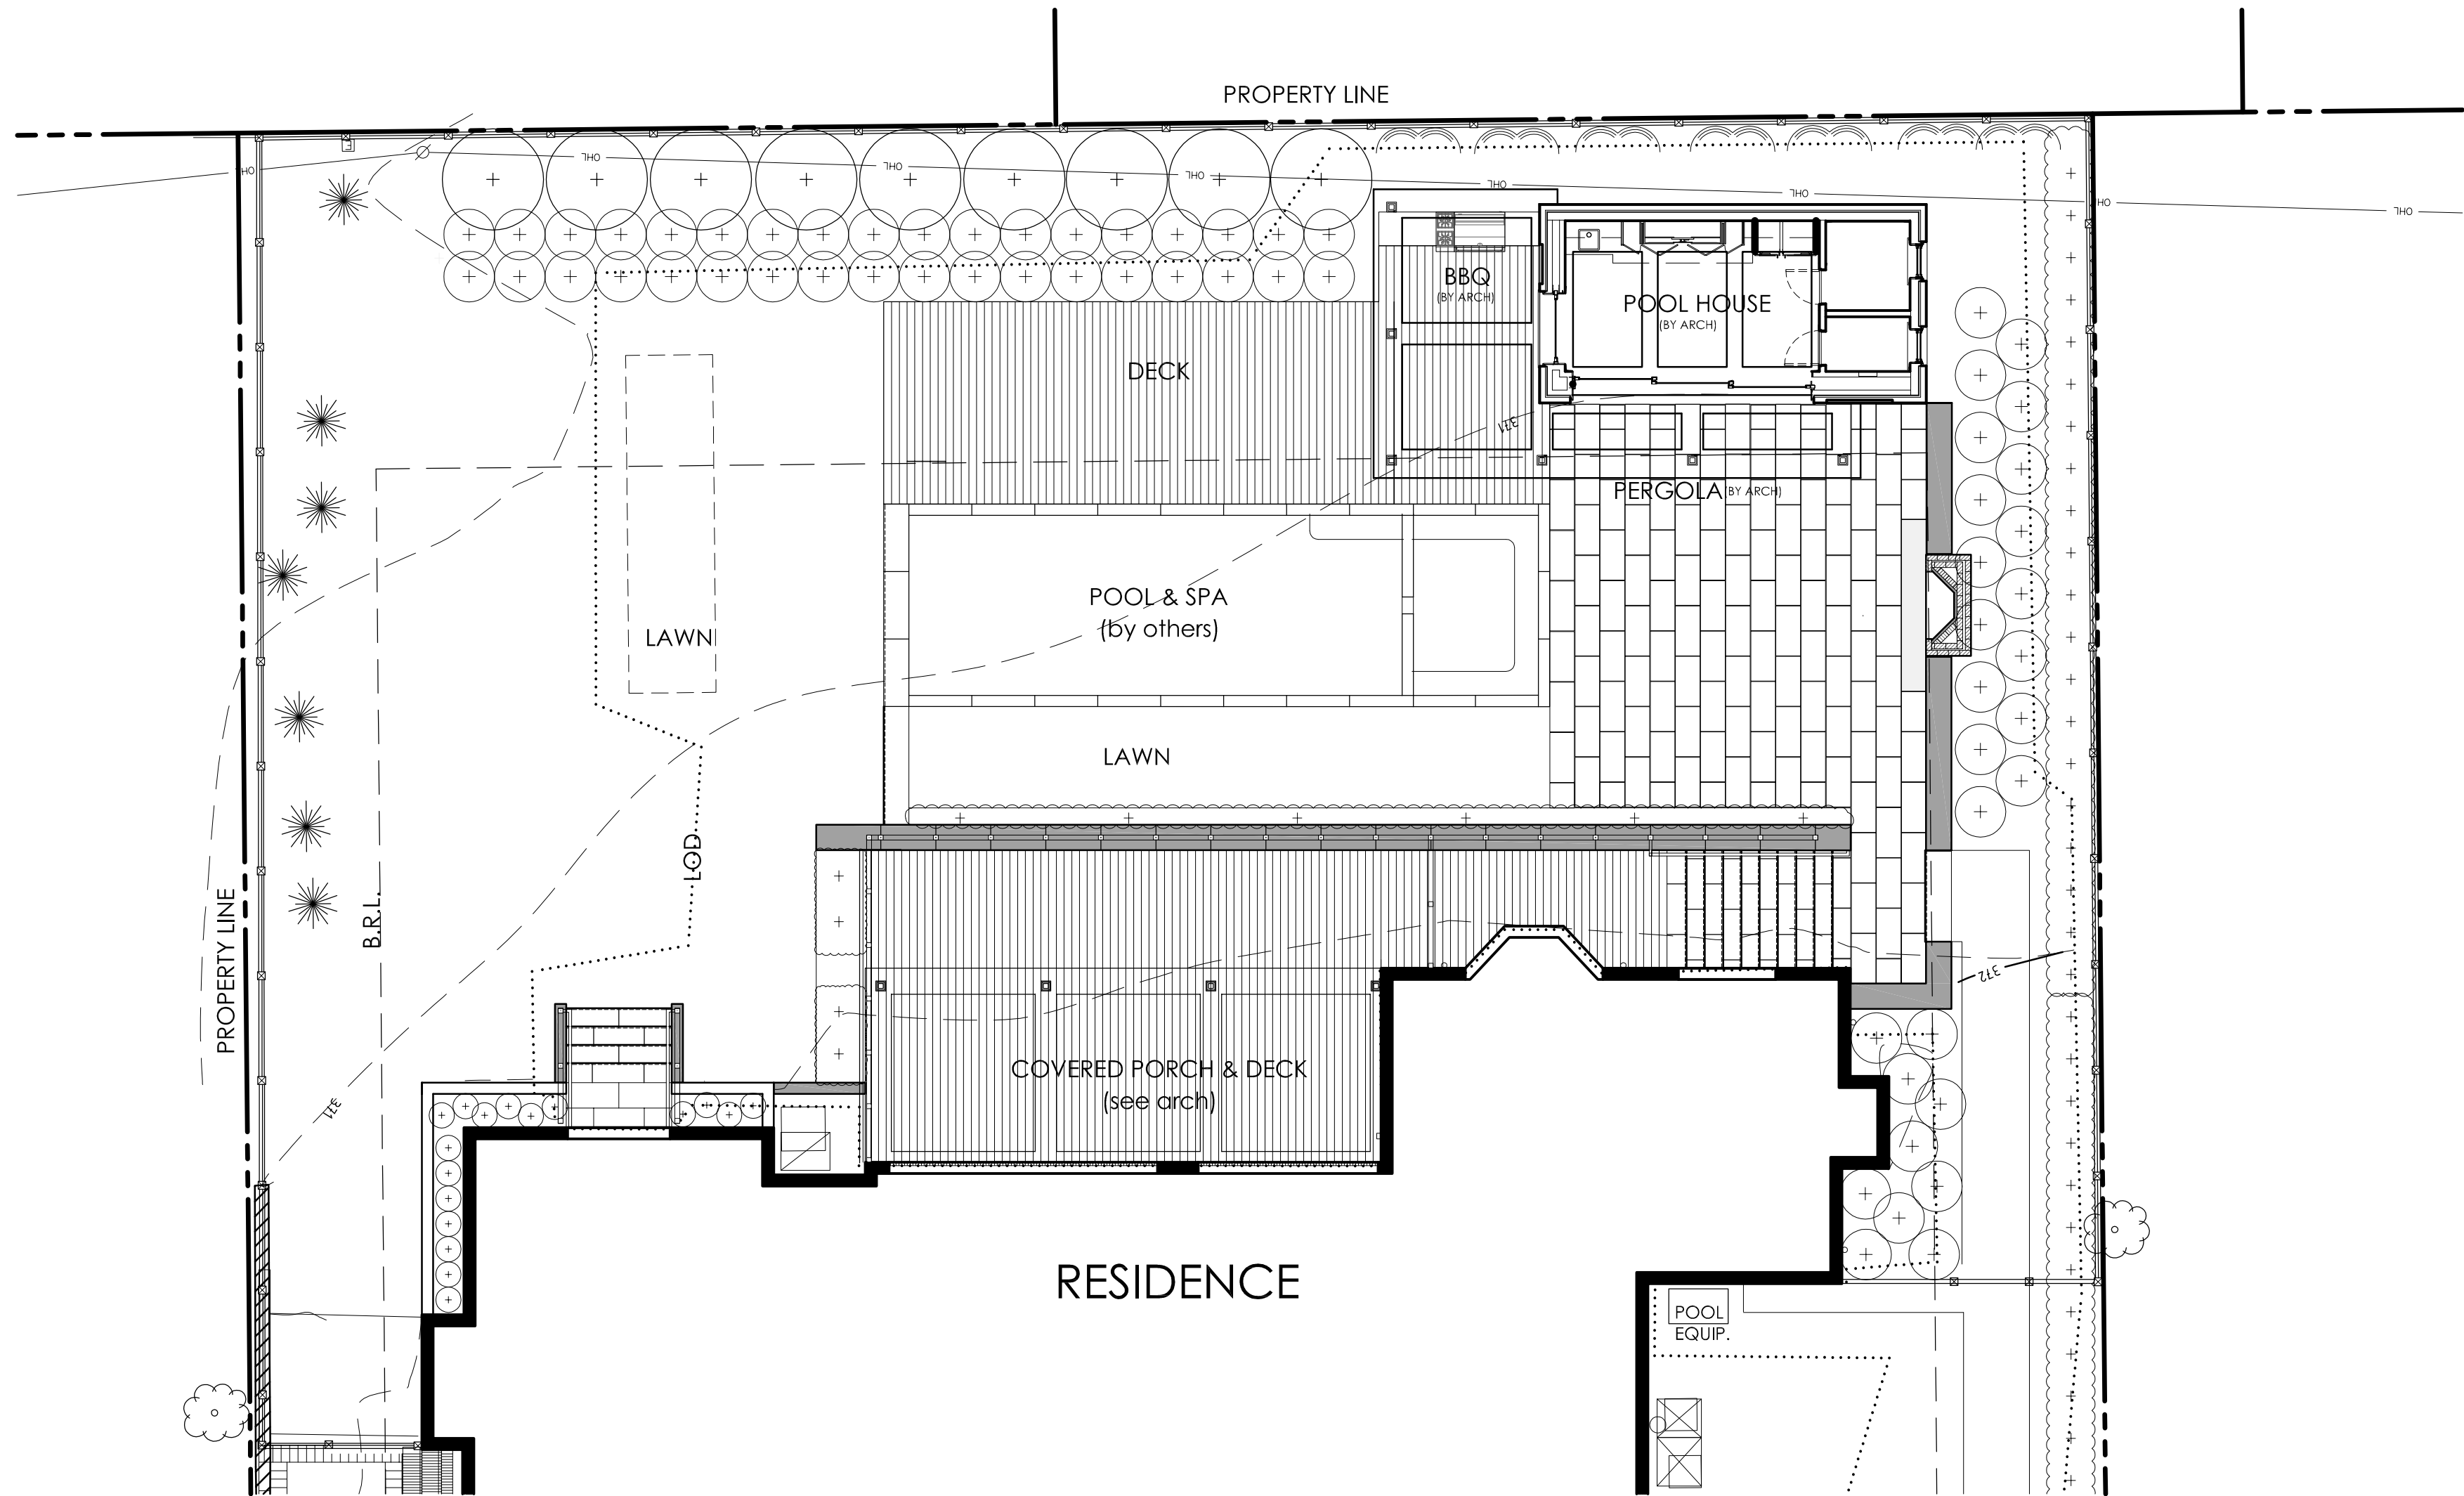 PROPERTY LINE
OHL
OHL
OHL
OHL
OHL
OHL
OHL
OHL
E
BBQ
(BY ARCH)
POOL HOUSE
(BY ARCH)
DECK
371
PERGOLA (BY ARCH)
POOL & SPA
(by others)
LAWN
LAWN
LOD
B.R.L.
PROPERTY LINE
372
COVERED PORCH & DECK
(see arch)
371
RESIDENCE
POOL
EQUIP.